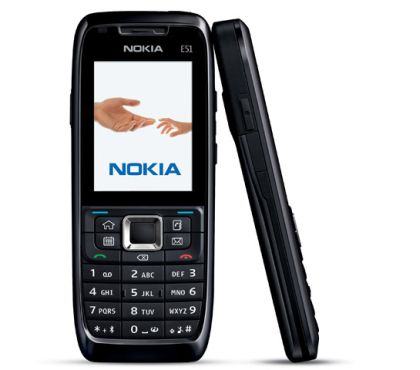 NOKIA E51
NOKIA
1 2 ABC DEF 3
4 GHI 5 JKL MNO 6
7 PQRS 8 TUV WXYZ 9
* + 0 #